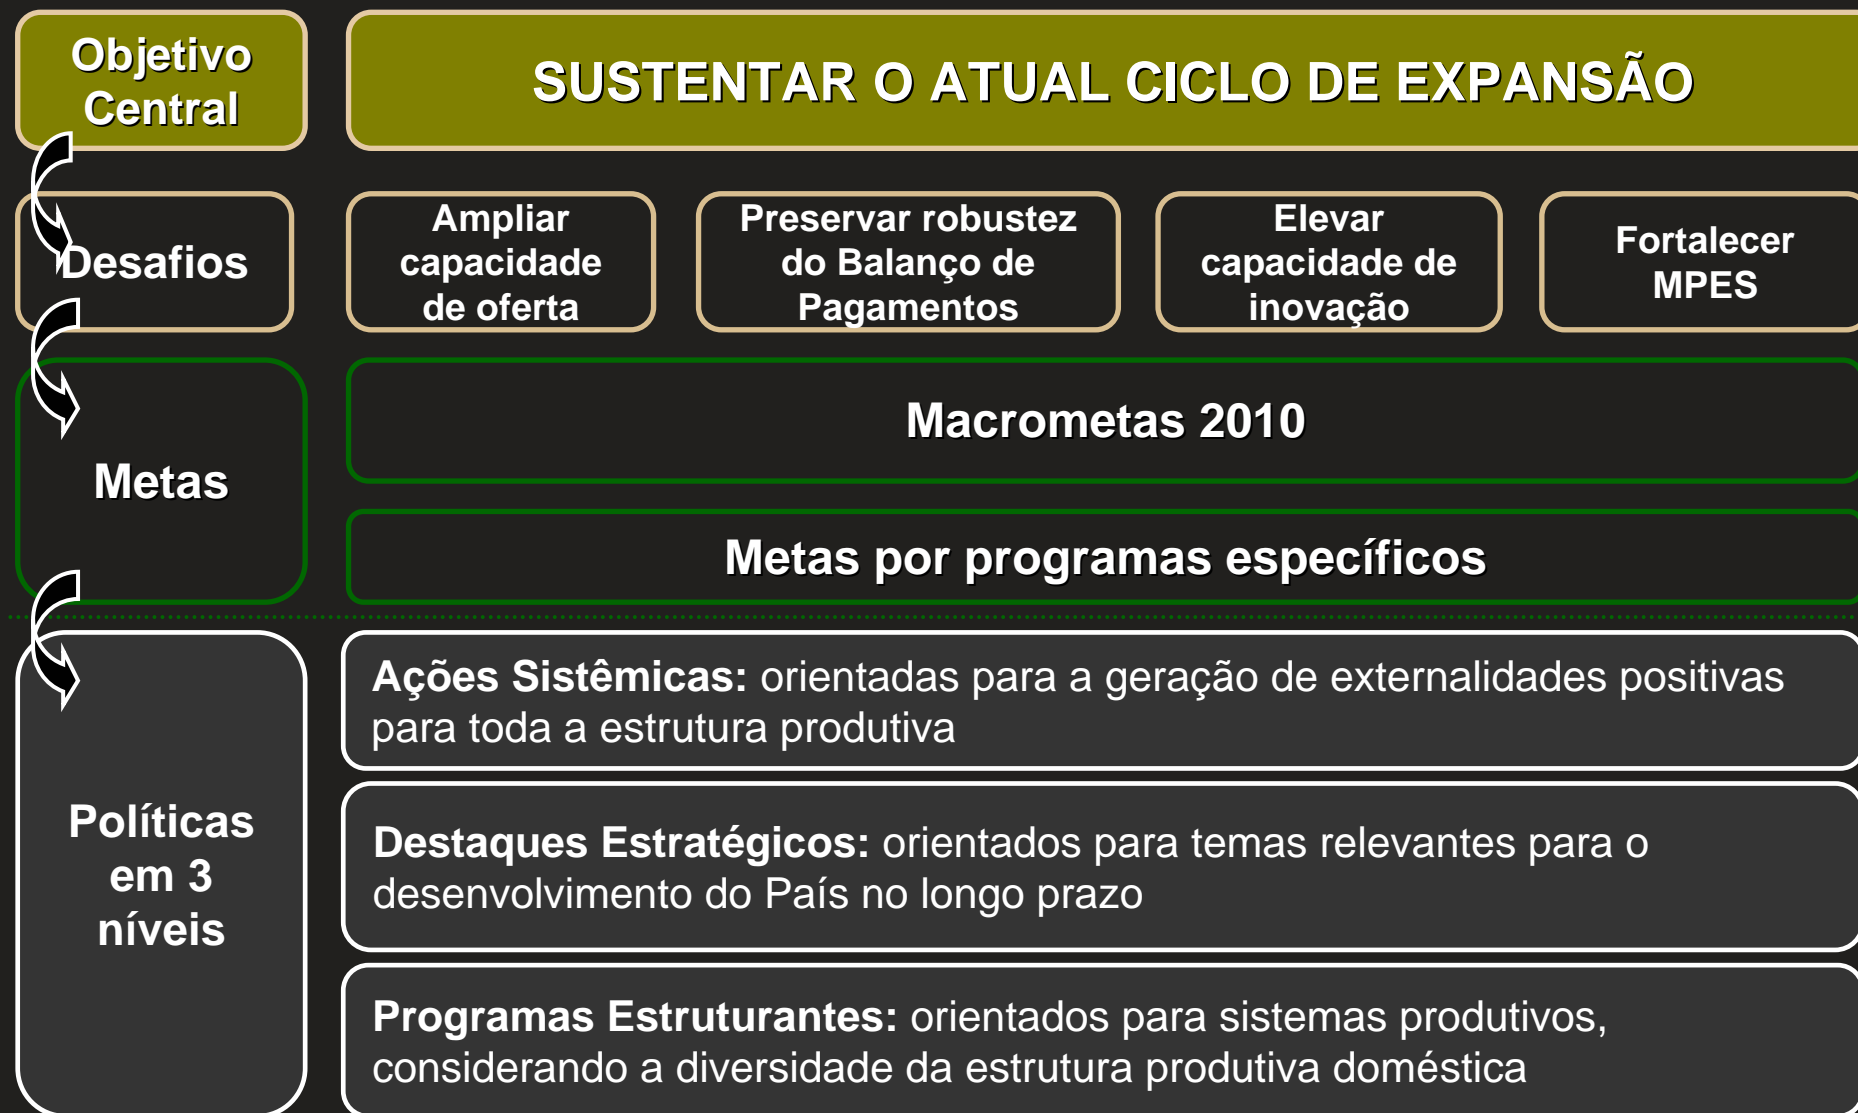 Objetivo
Central
SUSTENTAR O ATUAL CICLO DE EXPANSÃO
Desafios
Ampliar
capacidade
de oferta
Preservar robustez
do Balanço de
Pagamentos
Elevar
capacidade de
inovação
Fortalecer
MPES
Metas
Macrometas 2010
Metas por programas específicos
Políticas
em 3
níveis
Ações Sistêmicas: orientadas para a geração de externalidades positivas
para toda a estrutura produtiva
Destaques Estratégicos: orientados para temas relevantes para o
desenvolvimento do País no longo prazo
Programas Estruturantes: orientados para sistemas produtivos,
considerando a diversidade da estrutura produtiva doméstica